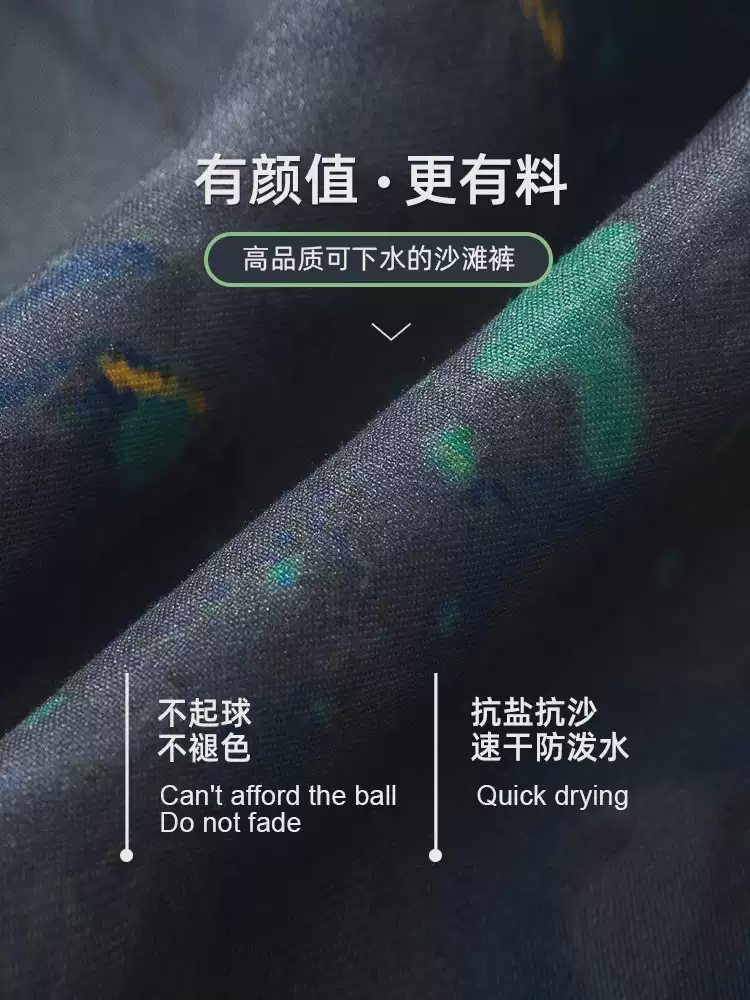 有颜值·更有料
高品质可下水的沙滩裤
不起球
不褪色
Can't afford the ball
Do not fade
抗盐抗沙
速干防泼水
Quick drying